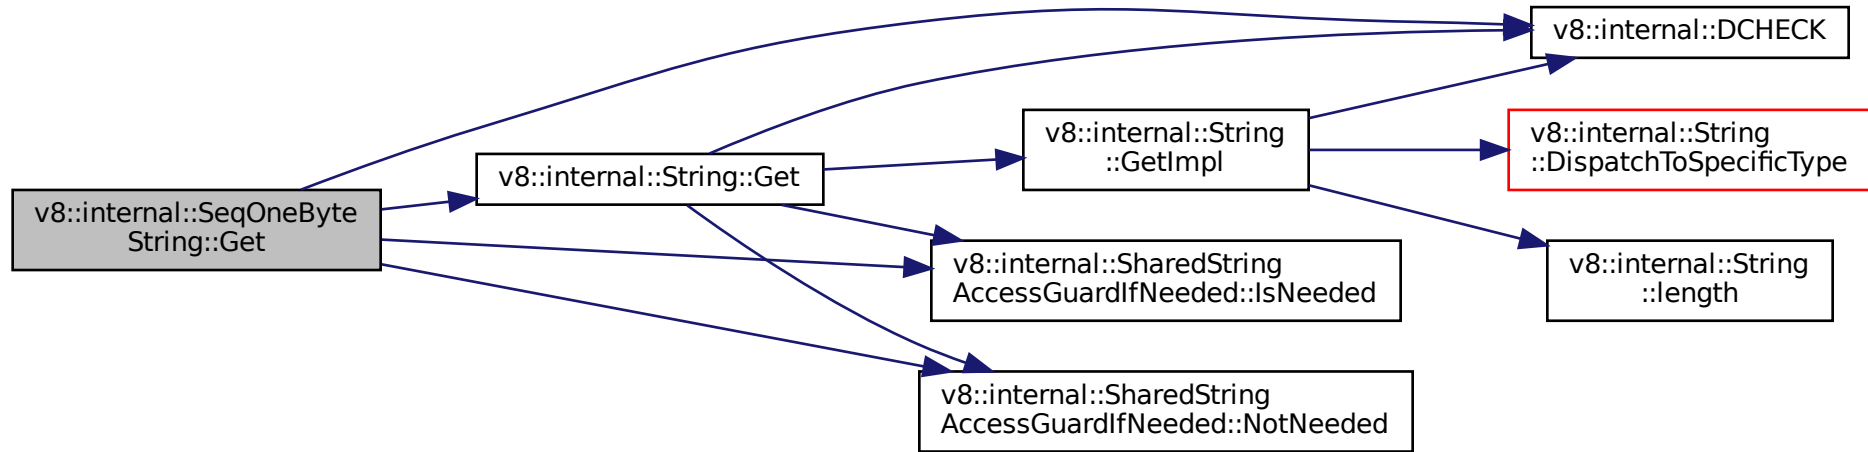 v8::internal::SeqOneByte
String::Get
v8::internal::String::Get
v8::internal::String
::GetImpl
v8::internal::SharedString
AccessGuardIfNeeded::IsNeeded
v8::internal::SharedString
AccessGuardIfNeeded::NotNeeded
v8::internal::DCHECK
v8::internal::String
::DispatchToSpecificType
v8::internal::String
::length